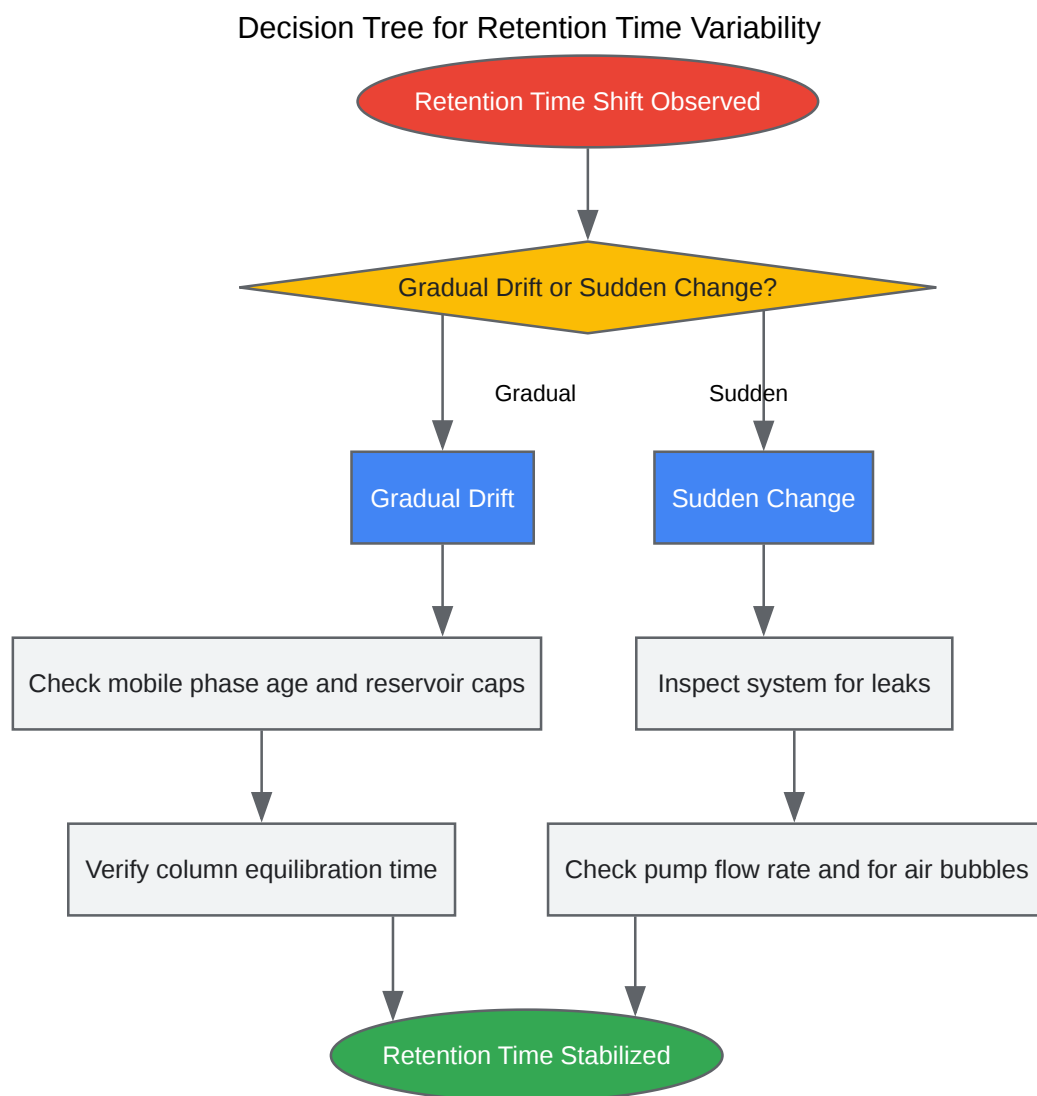 Decision Tree for Retention Time Variability
Retention Time Shift Observed
Gradual Drift or Sudden Change?
Gradual
Sudden
Gradual Drift
Sudden Change
Check mobile phase age and reservoir caps
Inspect system for leaks
Verify column equilibration time
Check pump flow rate and for air bubbles
Retention Time Stabilized